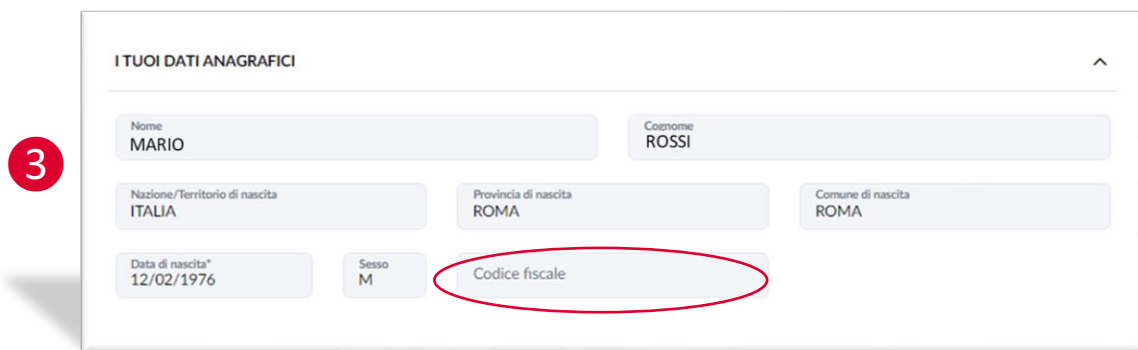 I TUOI DATI ANAGRAFICI
Nome
MARIO
Cognome
ROSSI
3
Nazione/Territorio di nascita
ITALIA
Provincia di nascita
ROMA
Comune di nascita
ROMA
Data di nascita*
12/02/1976
Sesso
M
Codice fiscale